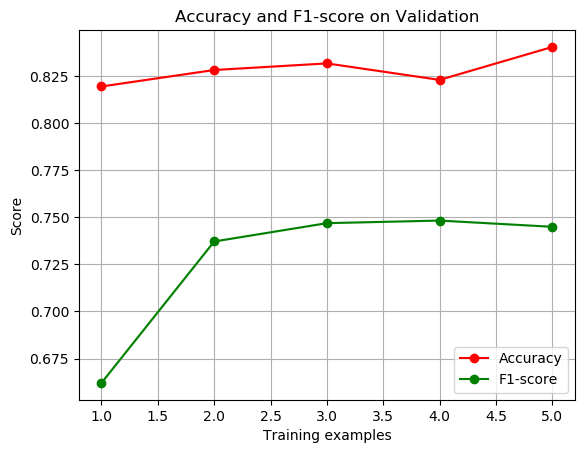 Accuracy and F1-score on Validation
Score
0.825
0.800
0.775
0.750
0.725
0.700
0.675
Accuracy
F1-score
1.0 1.5 2.0 2.5 3.0 3.5 4.0 4.5 5.0
Training examples